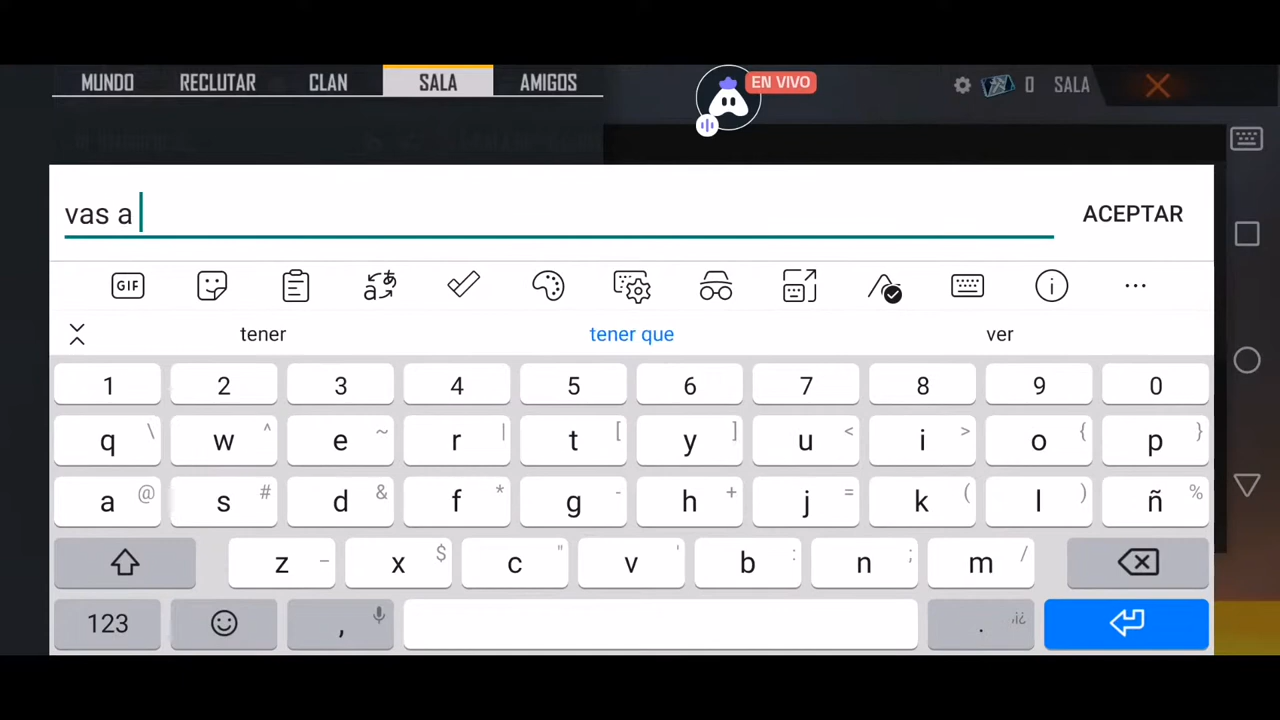 MUNDO RECLUTAR CLAN SALA AMIGOS EN VIVO 0 SALA
vas a ACEPTAR
GIF
tener tener que ver
1 2 3 4 5 6 7 8 9 0
q \ w ^ e ~ r | t [ y ] u < i > o { p }
a @ s # d & f * g - h + j = k ( l ) ñ %
z _ x $ c " v ' b : n ; m /
123 , . ,¡¿